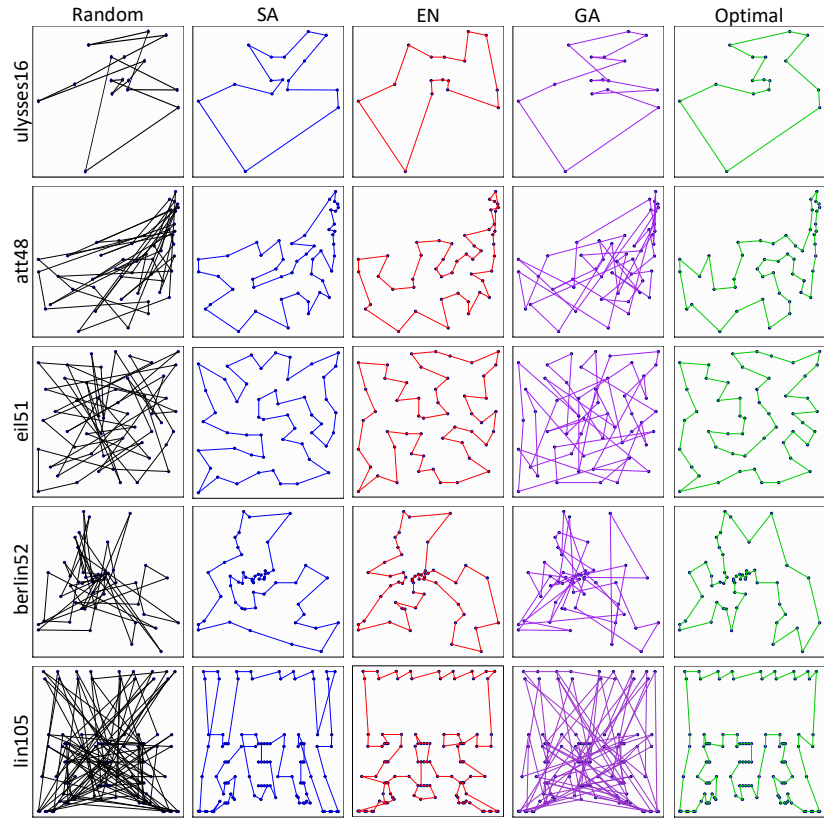 Random SA EN GA Optimal
ulysses16
att48
eil51
berlin52
lin105